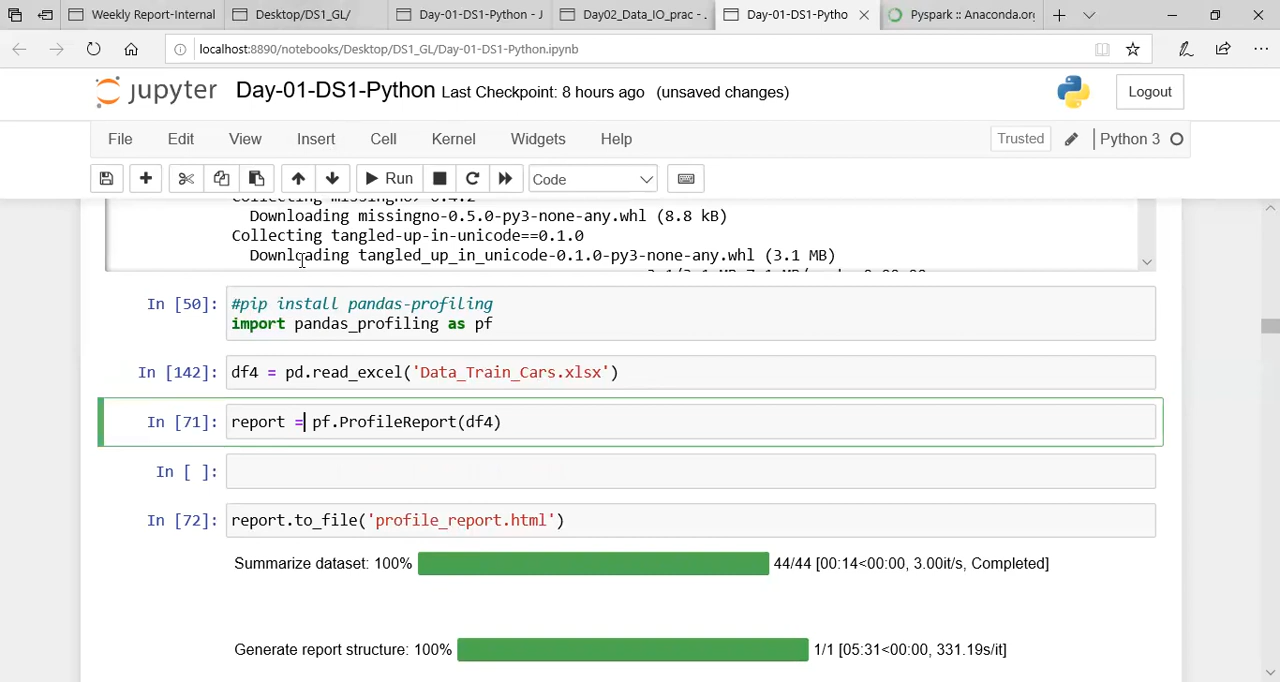 Weekly Report-Internal
Desktop/DS1_GL/
Day-01-DS1-Python - J
Day02_Data_IO_prac - .
Day-01-DS1-Pytho
Pyspark :: Anaconda.org
localhost:8890/notebooks/Desktop/DS1_GL/Day-01-DS1-Python.ipynb
jupyter Day-01-DS1-Python Last Checkpoint: 8 hours ago (unsaved changes) Logout
File Edit View Insert Cell Kernel Widgets Help Trusted Python 3
Run Code
Collecting missingno
Downloading missingno-0.5.0-py3-none-any.whl (8.8 kB)
Collecting tangled-up-in-unicode==0.1.0
Downloading tangled_up_in_unicode-0.1.0-py3-none-any.whl (3.1 MB)
In [50]: #pip install pandas-profiling
import pandas_profiling as pf
In [142]: df4 = pd.read_excel('Data_Train_Cars.xlsx')
In [71]: report = pf.ProfileReport(df4)
In [ ]:
In [72]: report.to_file('profile_report.html')
Summarize dataset: 100% 44/44 [00:14<00:00, 3.00it/s, Completed]
Generate report structure: 100% 1/1 [05:31<00:00, 331.19s/it]